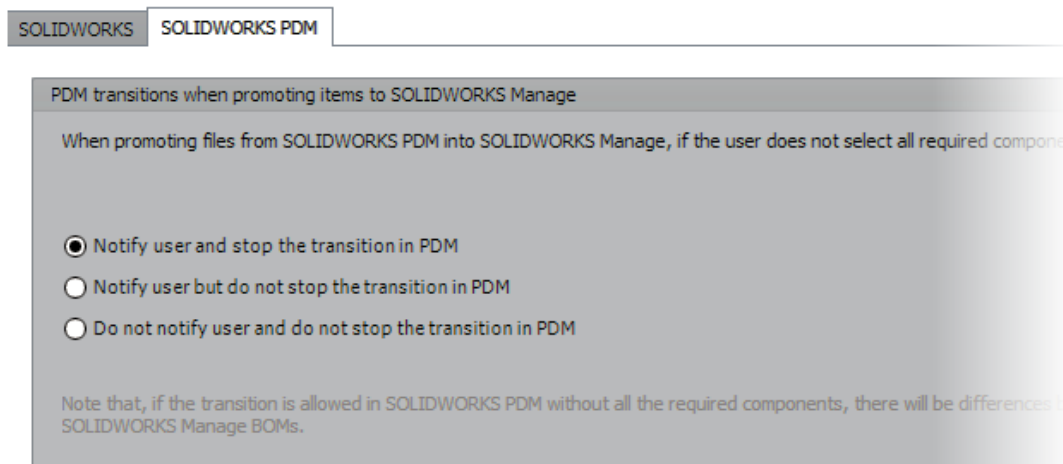 SOLIDWORKS SOLIDWORKS PDM
PDM transitions when promoting items to SOLIDWORKS Manage
When promoting files from SOLIDWORKS PDM into SOLIDWORKS Manage, if the user does not select all required
Notify user and stop the transition in PDM
Notify user but do not stop the transition in PDM
Do not notify user and do not stop the transition in PDM
Note that, if the transition is allowed in SOLIDWORKS PDM without all the required components, there will be differences
SOLIDWORKS Manage BOMs.